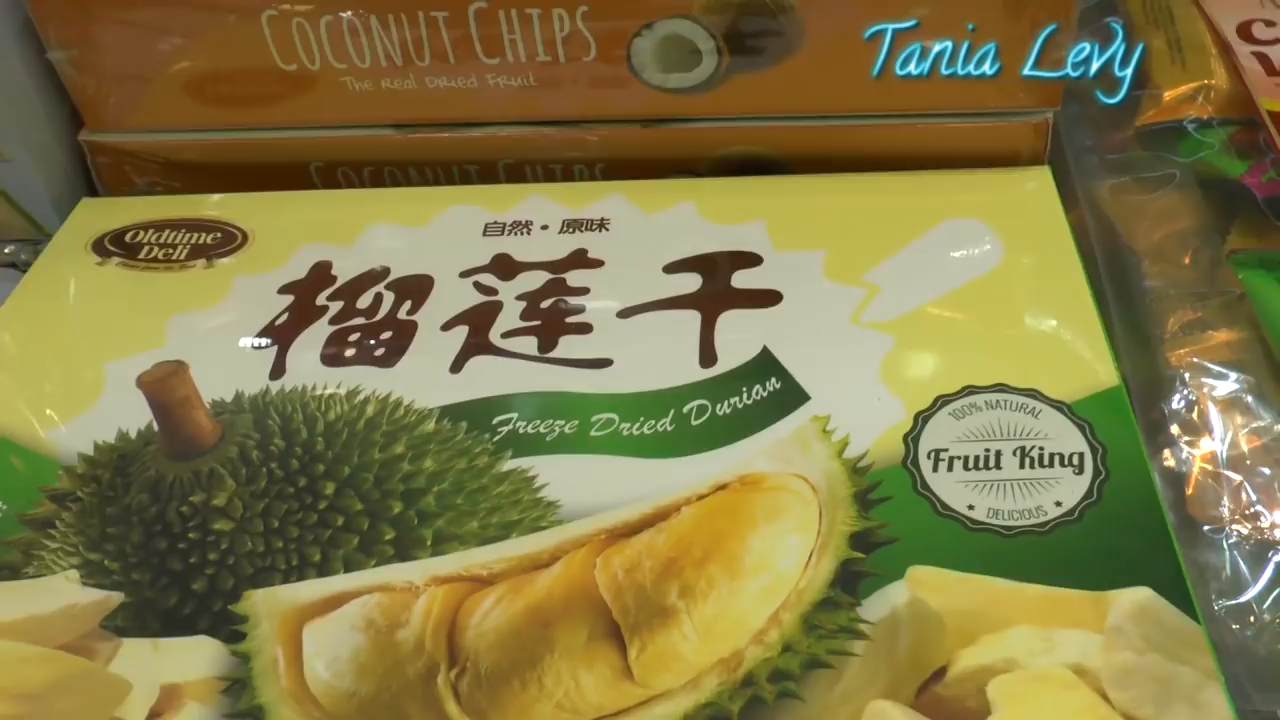 COCONUT CHIPS
The Real Dried Fruit
Tania Levy
COCONUT CHIPS
Oldtime
Deli
自然·原味
榴莲干
Freeze Dried Durian
100% NATURAL
Fruit King
DELICIOUS